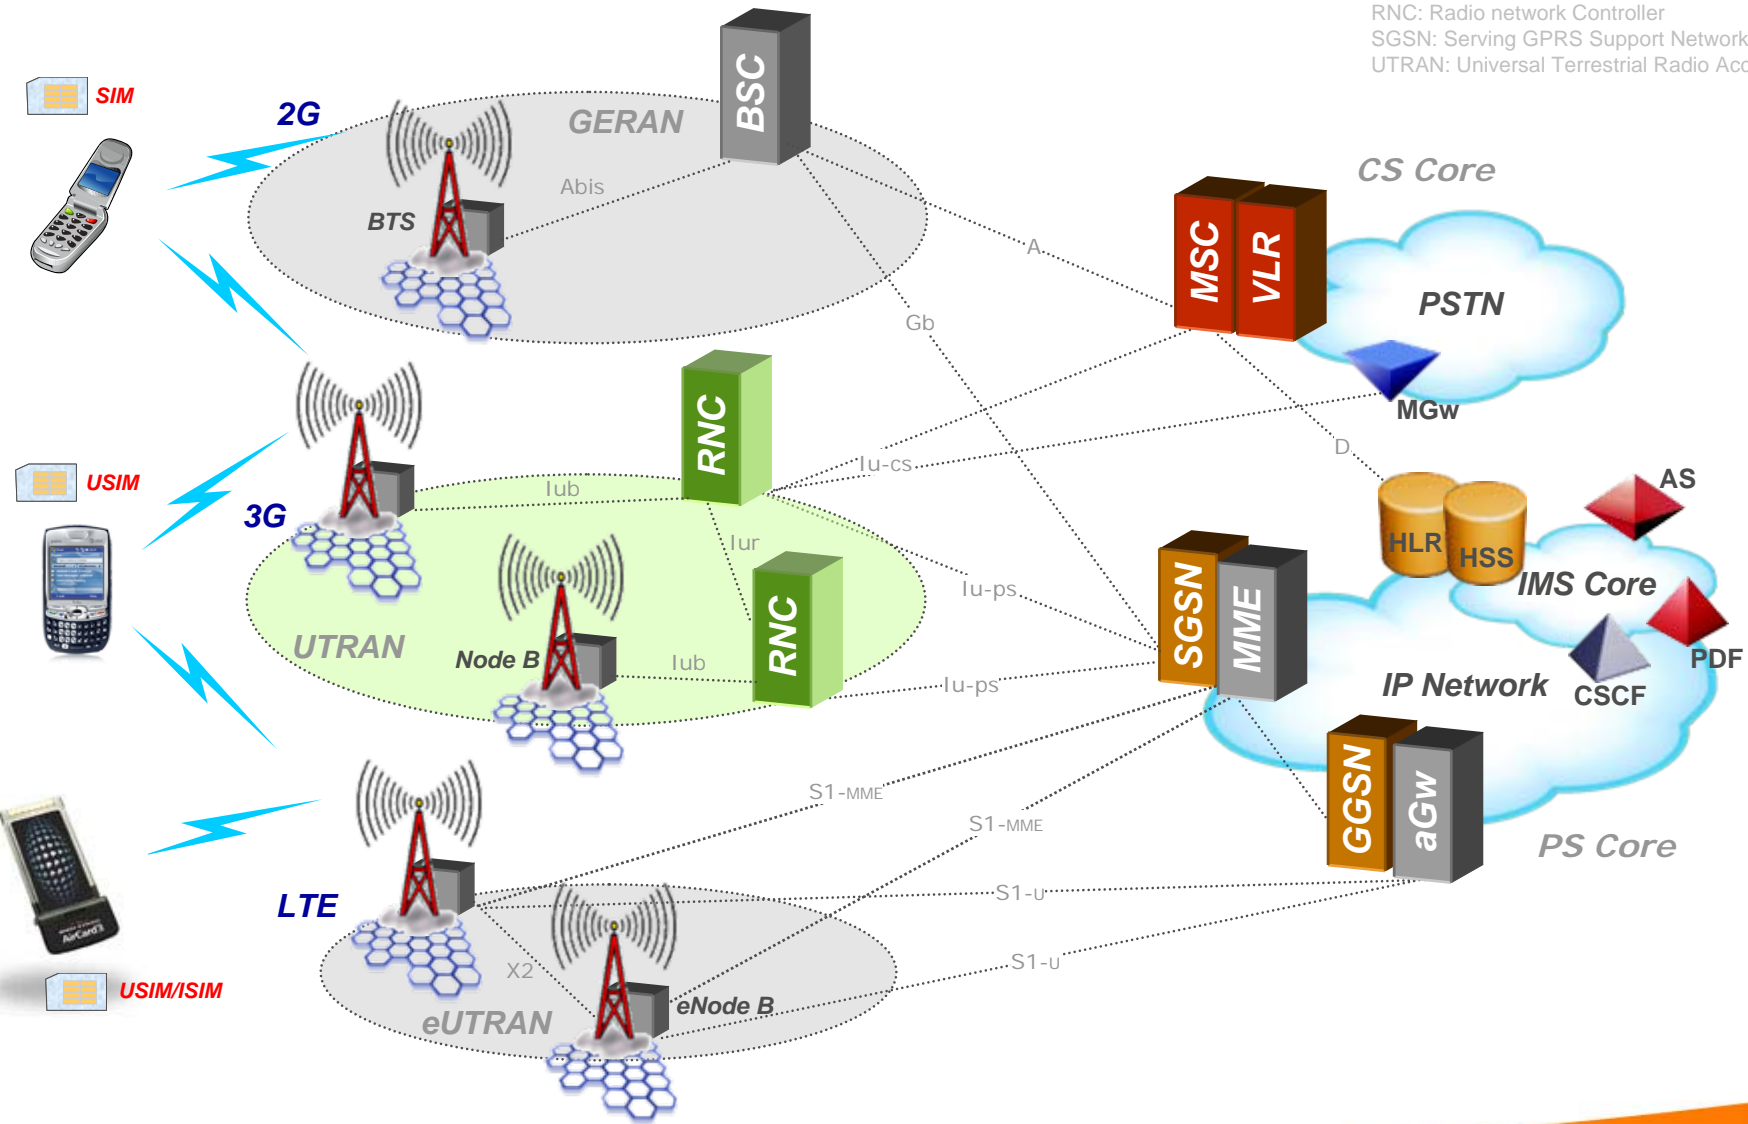 RNC: Radio network Controller
SGSN: Serving GPRS Support Network
UTRAN: Universal Terrestrial Radio
SIM
2G
GERAN
BSC
Abis
BTS
CS Core
MSC
VLR
PSTN
A
Gb
MGw
RNC
Iu-cs
D
USIM
3G
Iub
Iur
AS
HLR
HSS
IMS Core
SGSN
MME
Iu-ps
RNC
UTRAN
Node B
Iub
Iu-ps
IP Network
CSCF
PDF
GGSN
aGw
PS Core
S1-MME
S1-MME
LTE
S1-U
S1-U
X2
eNode B
eUTRAN
AirCard
USIM/ISIM